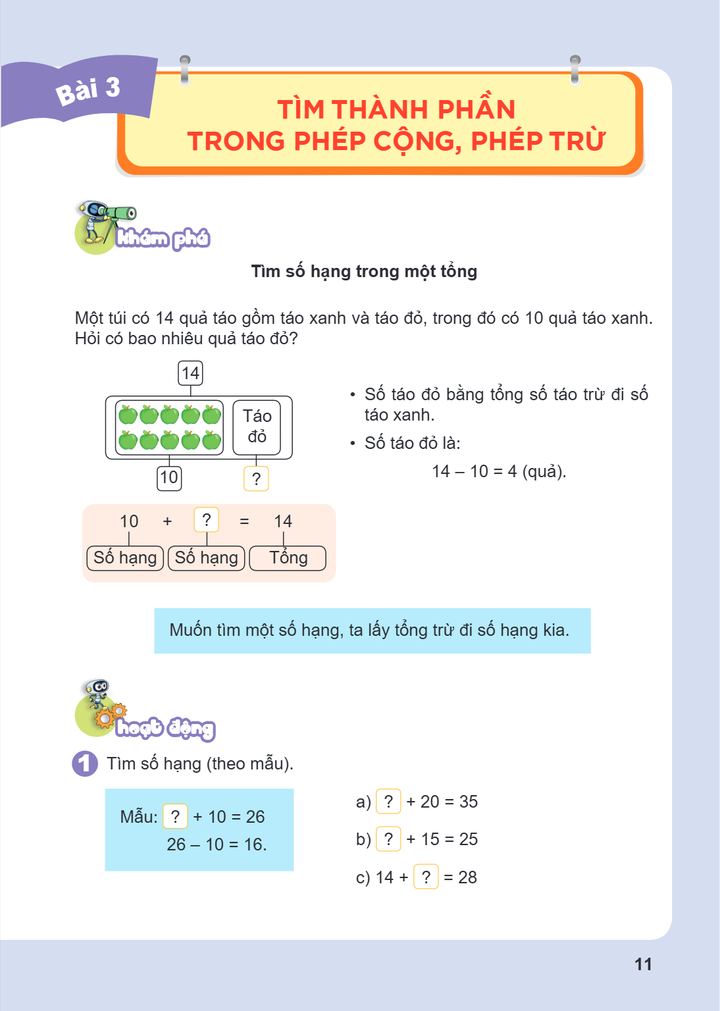 Bài 3
TÌM THÀNH PHẦN
TRONG PHÉP CỘNG, PHÉP TRỪ
khám phá
Tìm số hạng trong một tổng
Một túi có 14 quả táo gồm táo xanh và táo đỏ, trong đó có 10 quả táo xanh.
Hỏi có bao nhiêu quả táo đỏ?
14
Táo
đỏ
10
?
• Số táo đỏ bằng tổng số táo trừ đi số
táo xanh.
• Số táo đỏ là:
14 – 10 = 4 (quả).
10 + ? = 14
Số hạng Số hạng Tổng
Muốn tìm một số hạng, ta lấy tổng trừ đi số hạng kia.
hoạt động
1 Tìm số hạng (theo mẫu).
Mẫu: ? + 10 = 26
26 – 10 = 16.
a) ? + 20 = 35
b) ? + 15 = 25
c) 14 + ? = 28
11